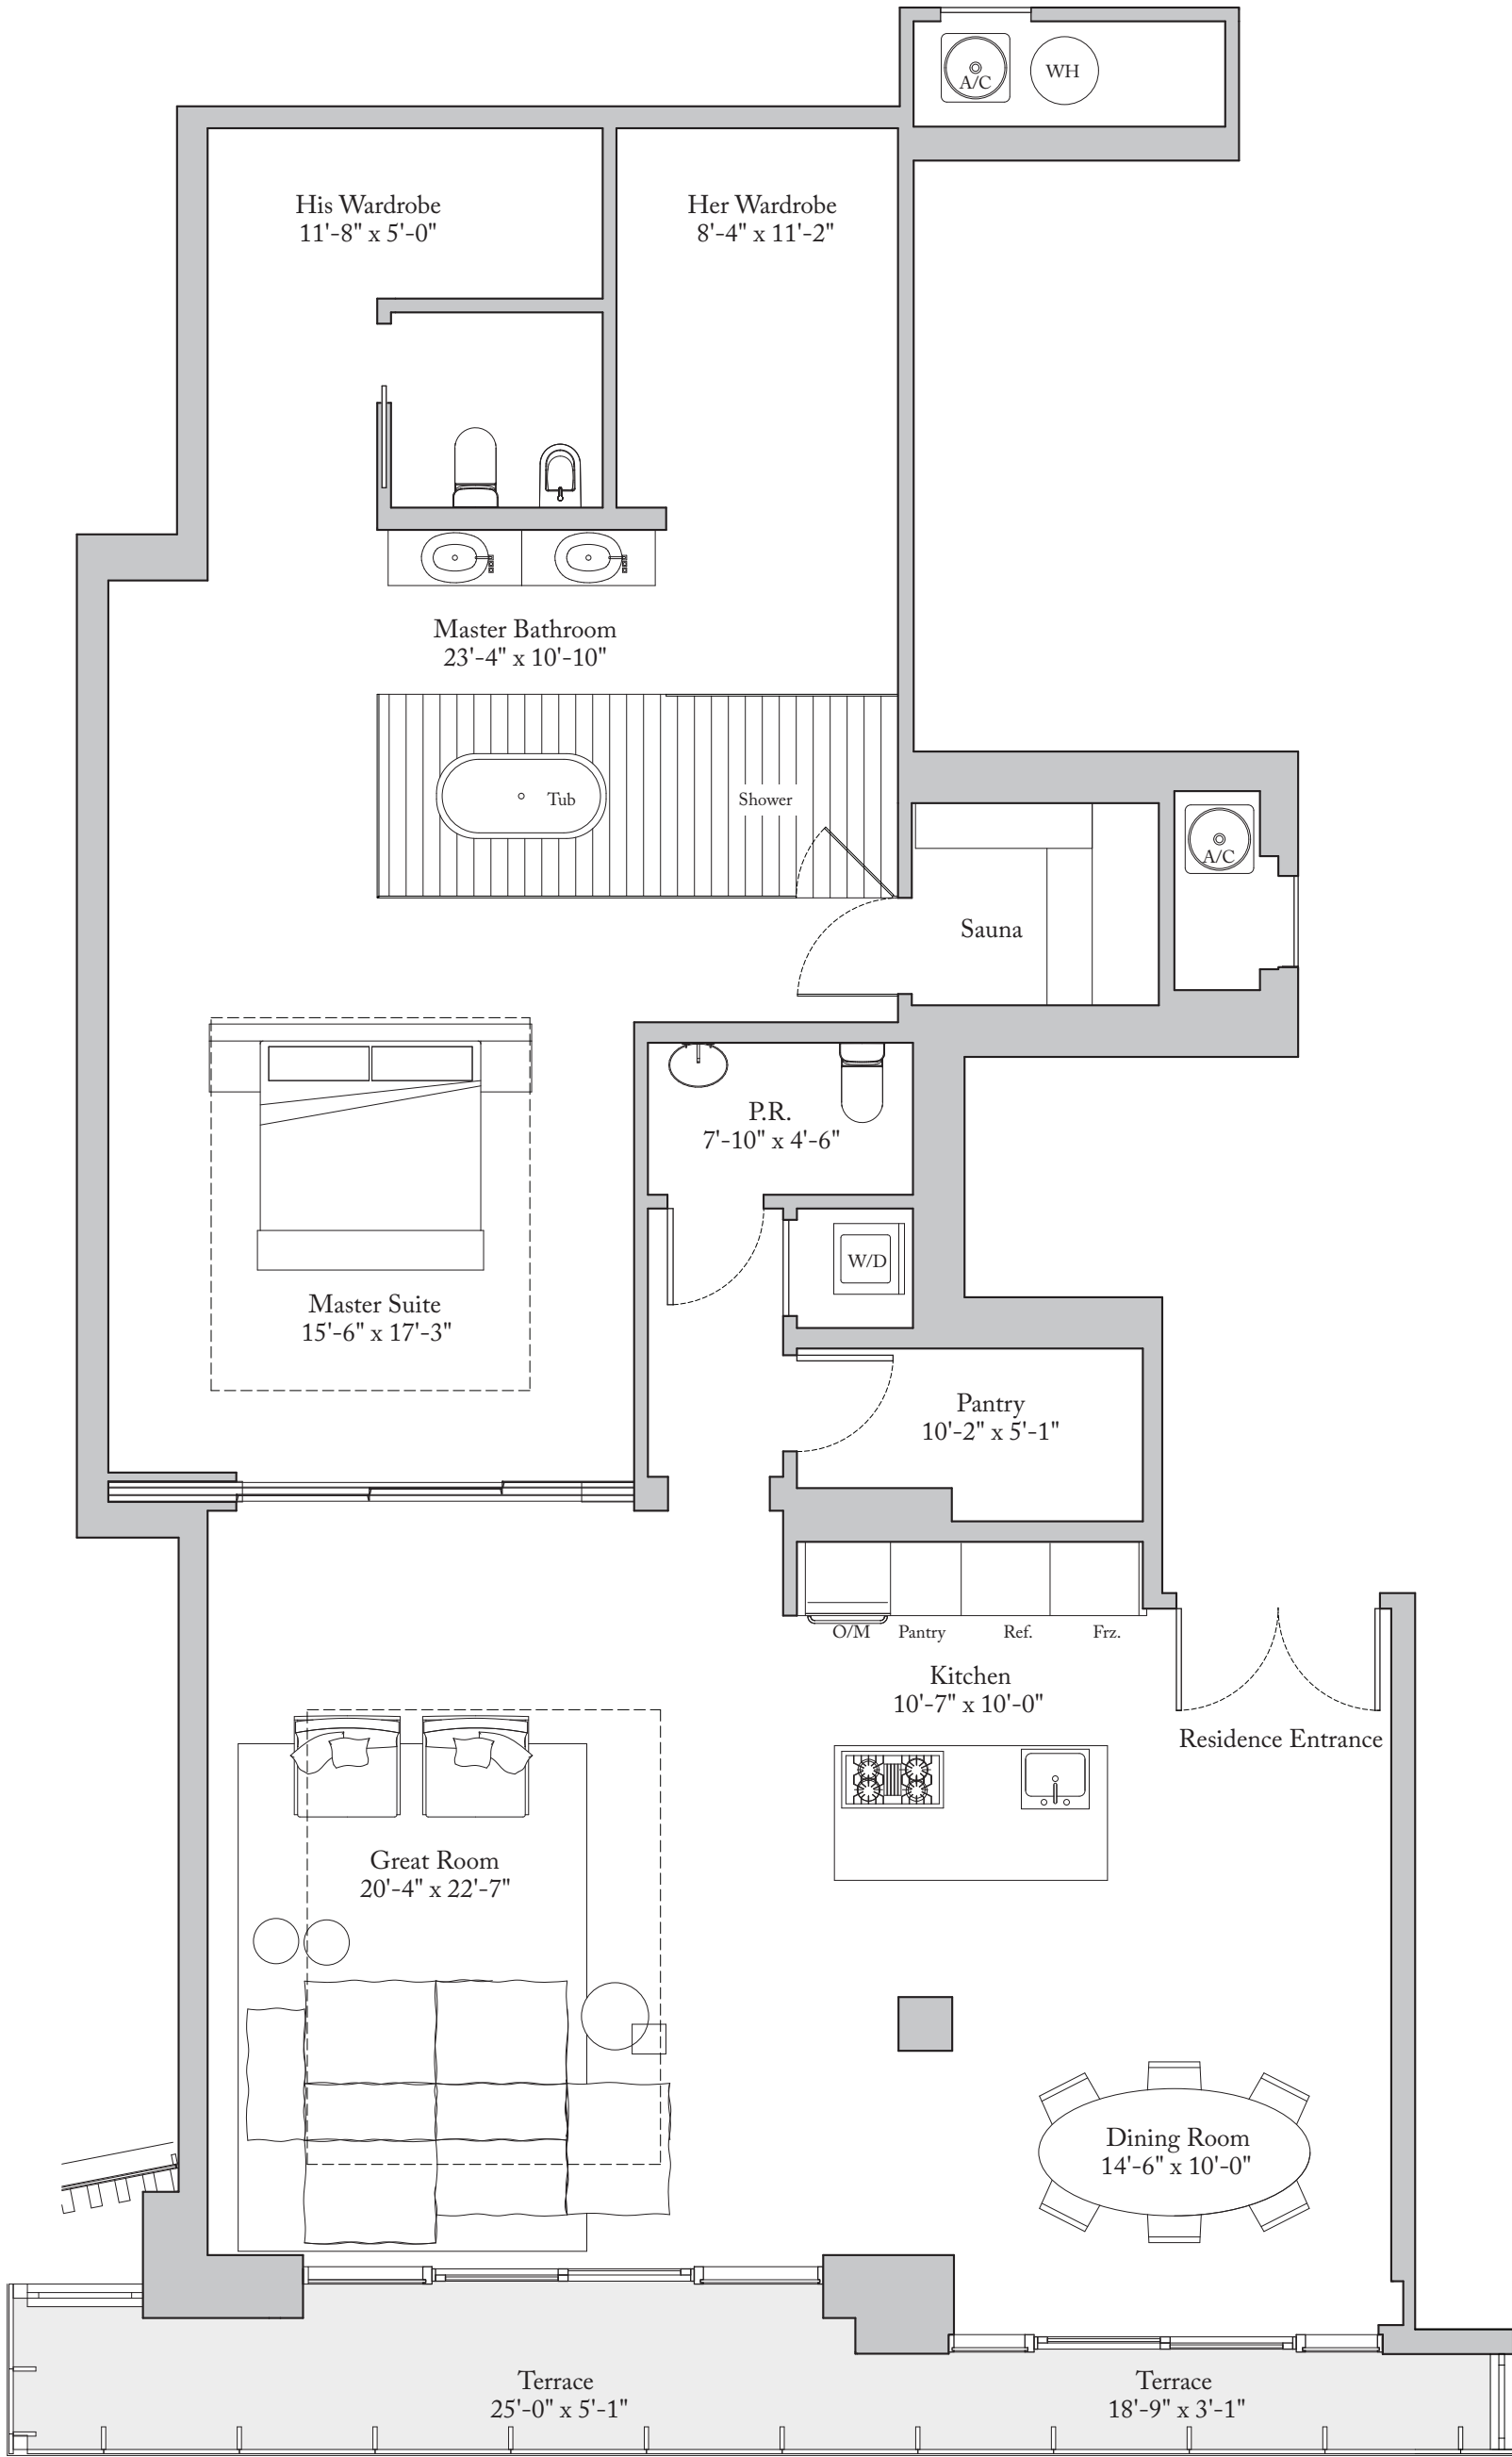 A/C
WH
His Wardrobe
11'-8" x 5'-0"
Her Wardrobe
8'-4" x 11'-2"
Master Bathroom
23'-4" x 10'-10"
Tub
Shower
A/C
Sauna
P.R.
7'-10" x 4'-6"
W/D
Master Suite
15'-6" x 17'-3"
Pantry
10'-2" x 5'-1"
O/M
Pantry
Ref.
Frz.
Kitchen
10'-7" x 10'-0"
Residence Entrance
Great Room
20'-4" x 22'-7"
Dining Room
14'-6" x 10'-0"
Terrace
25'-0" x 5'-1"
Terrace
18'-9" x 3'-1"